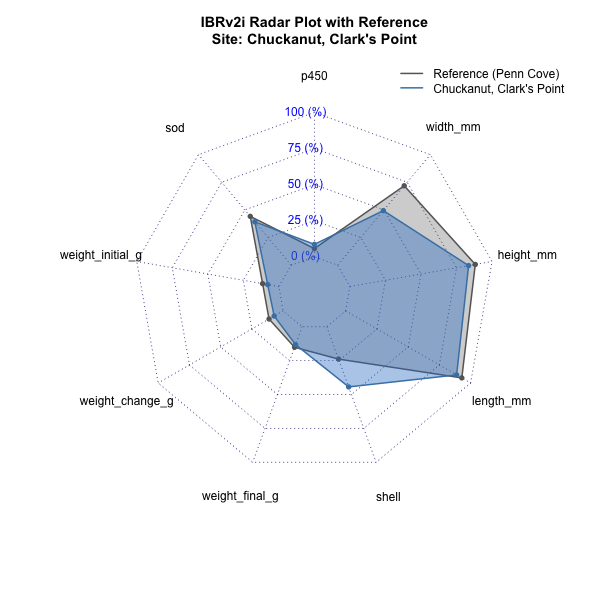 IBRv2i Radar Plot with Reference
Site: Chuckanut, Clark's Point
p450
Reference (Penn Cove)
Chuckanut, Clark's Point
100 (%)
sod
width_mm
75 (%)
50 (%)
25 (%)
0 (%)
weight_initial_g
height_mm
weight_change_g
length_mm
weight_final_g
shell